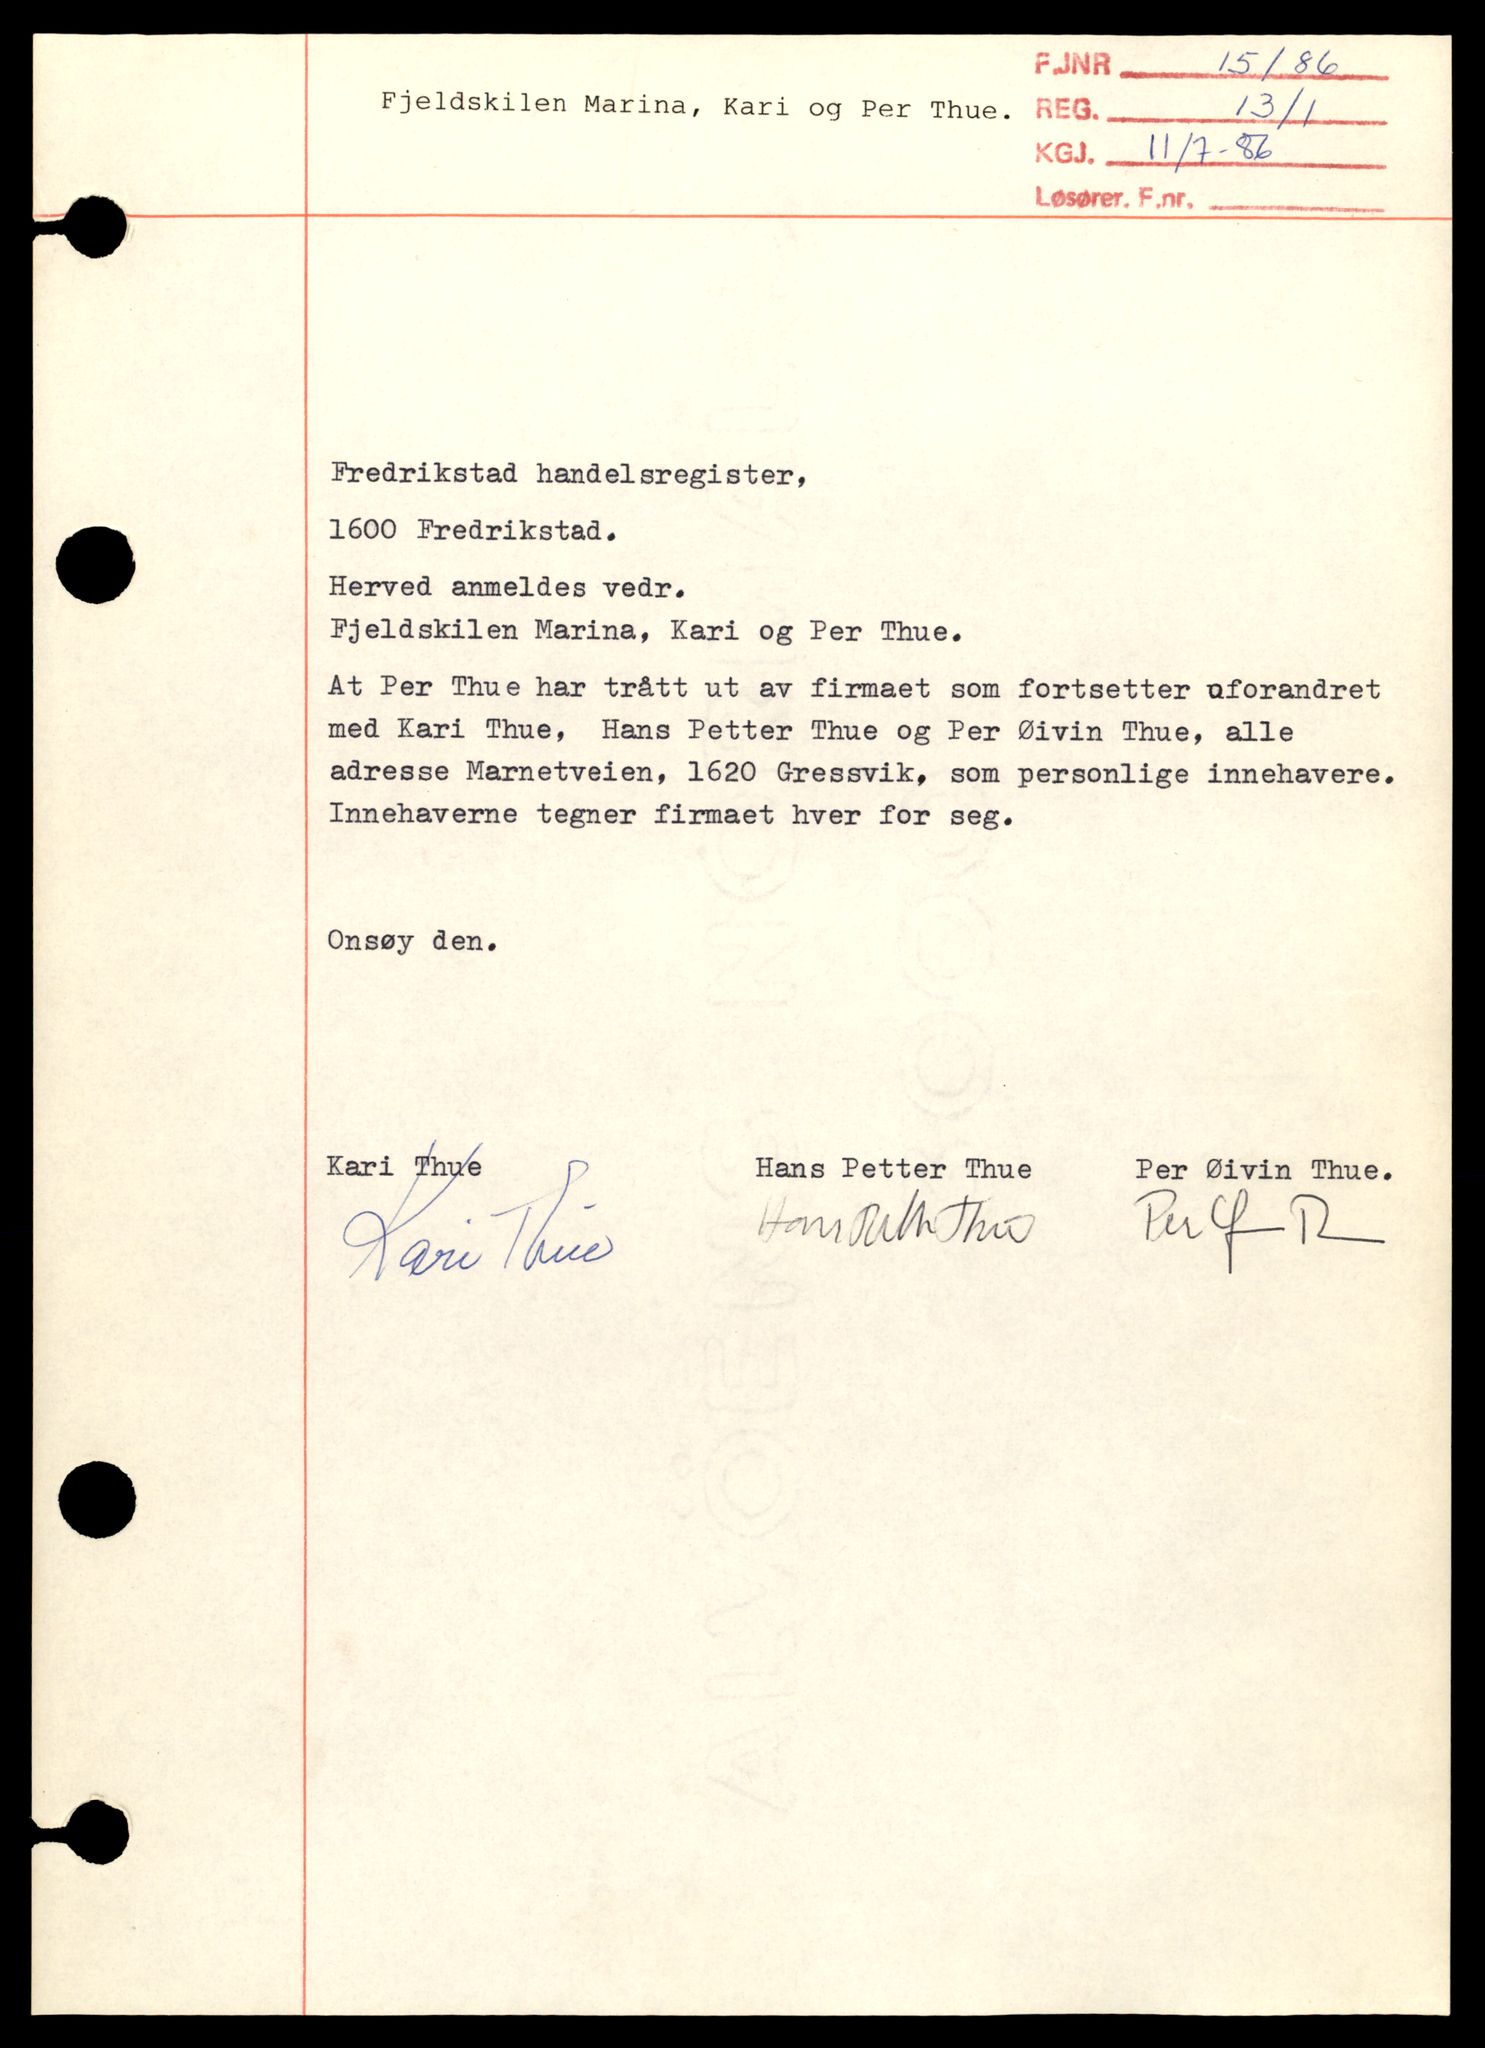 Fjeldskilen Marina, Kari og Per Thue.
FJNR 15/86
REG. 13/1
KGJ. 11/7-86
Løsører. F.nr.
Fredrikstad handelsregister,
1600 Fredrikstad.
Herved anmeldes vedr.
Fjeldskilen Marina, Kari og Per Thue.
At Per Thue har trått ut av firmaet som fortsetter uforandret
med Kari Thue, Hans Petter Thue og Per Øivin Thue, alle
adresse Marnetveien, 1620 Gressvik, som personlige innehavere.
Innehaverne tegner firmaet hver for seg.
Onsøy den.
Kari Thue Hans Petter Thue Per Øivin Thue.
Kari Thue Hans Petter Thue Per